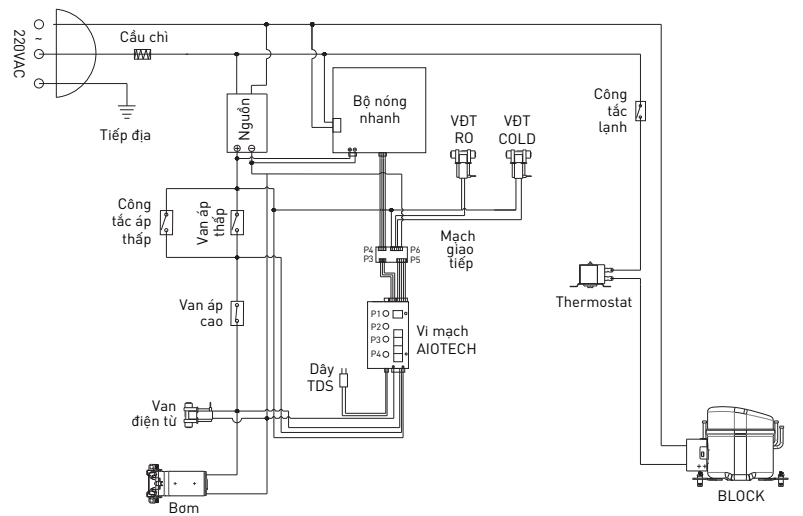 220VAC
~
Cầu chì
Tiếp địa
Nguồn
Bộ nóng
nhanh
VĐT
RO
VĐT
COLD
Công
tắc
lạnh
Công
tắc áp
thấp
Van áp
thấp
P4
P6
P3
P5
Mạch
giao
tiếp
Thermostat
Van áp
cao
P1
P2
P3
P4
Vi mạch
AIOTECH
Dây
TDS
Van
điện từ
Bơm
BLOCK